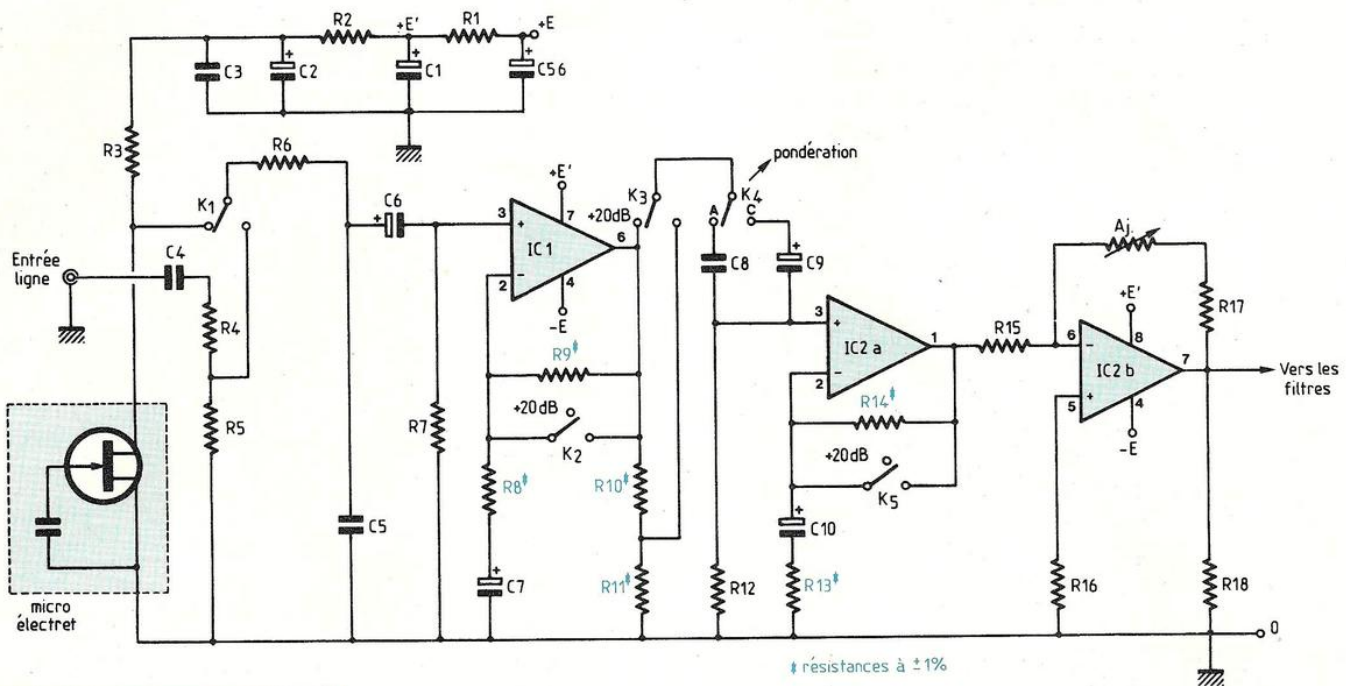 R2
+E'
R1
+E
C3
+
C2
+
C1
+
C56
R3
R6
pondération
K1
C6
+
+E'
K3
K4
Aj.
+20dB
A
C
3
+
7
6
IC1
Entrée
ligne
C4
C8
+
C9
R17
2
-
4
-E
+E'
R4
3
+
R15
6
-
8
IC2 a
1
IC2 b
7
Vers les
filtres
R9‡
2
-
5
+
4
R5
R7
+20dB
R14‡
-E
K2
+20dB
R8‡
R10‡
K5
+
C10
C5
+
C7
R11‡
R12
R13‡
R16
R18
micro
électret
0
‡ résistances à ±1%